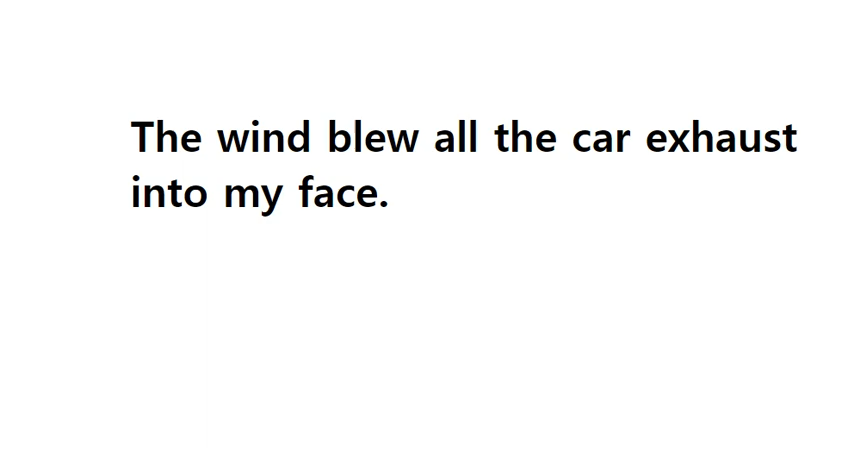 The wind blew all the car exhaust
into my face.